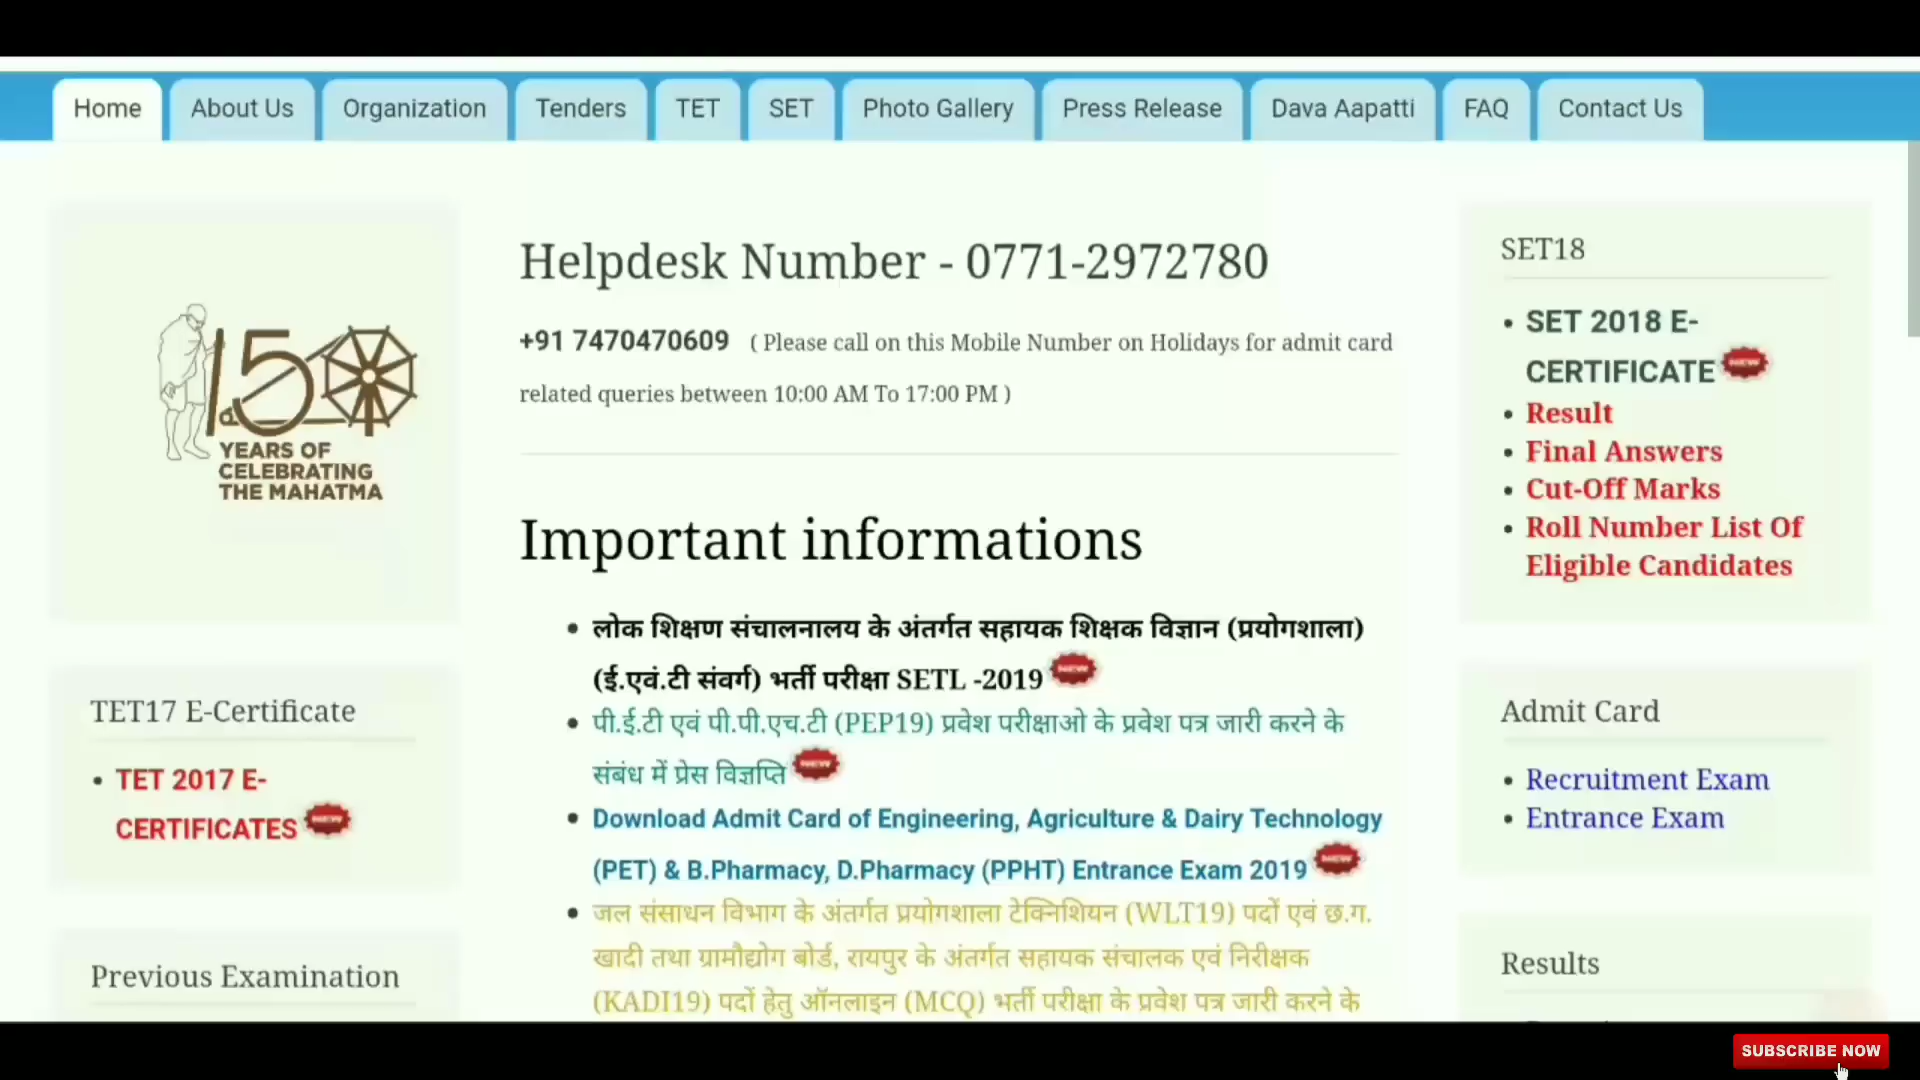 Home About Us Organization Tenders TET SET Photo Gallery Press Release Dava Aapatti FAQ Contact Us
150
YEARS OF
CELEBRATING
THE MAHATMA
TET17 E-Certificate
TET 2017 E-
CERTIFICATES NEW
Previous Examination
Helpdesk Number - 0771-2972780
+91 7470470609 ( Please call on this Mobile Number on Holidays for admit card
related queries between 10:00 AM To 17:00 PM )
Important informations
लोक शिक्षण संचालनालय के अंतर्गत सहायक शिक्षक विज्ञान (प्रयोगशाला)
(ई.एवं.टी संवर्ग) भर्ती परीक्षा SETL -2019 NEW
पी.ई.टी एवं पी.पी.एच.टी (PEP19) प्रवेश परीक्षाओ के प्रवेश पत्र जारी करने के
संबंध में प्रेस विज्ञप्ति NEW
Download Admit Card of Engineering, Agriculture & Dairy Technology
(PET) & B.Pharmacy, D.Pharmacy (PPHT) Entrance Exam 2019 NEW
जल संसाधन विभाग के अंतर्गत प्रयोगशाला टेक्निशियन (WLT19) पदों एवं छ.ग.
खादी तथा ग्रामौद्योग बोर्ड, रायपुर के अंतर्गत सहायक संचालक एवं निरीक्षक
(KADI19) पदों हेतु ऑनलाइन (MCQ) भर्ती परीक्षा के प्रवेश पत्र जारी करने के
SET18
SET 2018 E-
CERTIFICATE NEW
Result
Final Answers
Cut-Off Marks
Roll Number List Of
Eligible Candidates
Admit Card
Recruitment Exam
Entrance Exam
Results
SUBSCRIBE NOW